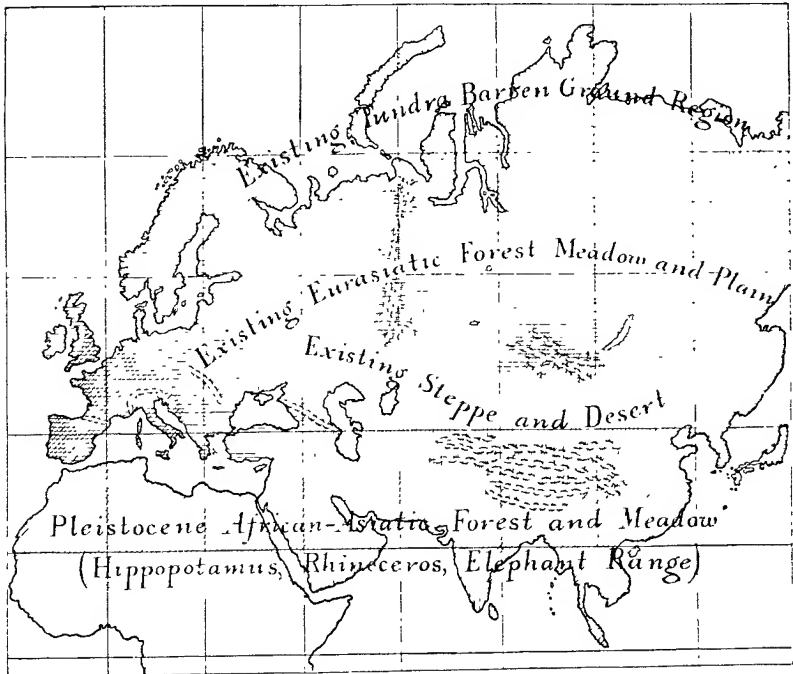 Existing Tundra Barren Ground Region
Existing Eurasiatic Forest Meadow and Plain
Existing Steppe and Desert
Pleistocene African-Asiatic Forest and Meadow
(Hippopotamus, Rhineceros, Elephant Range)